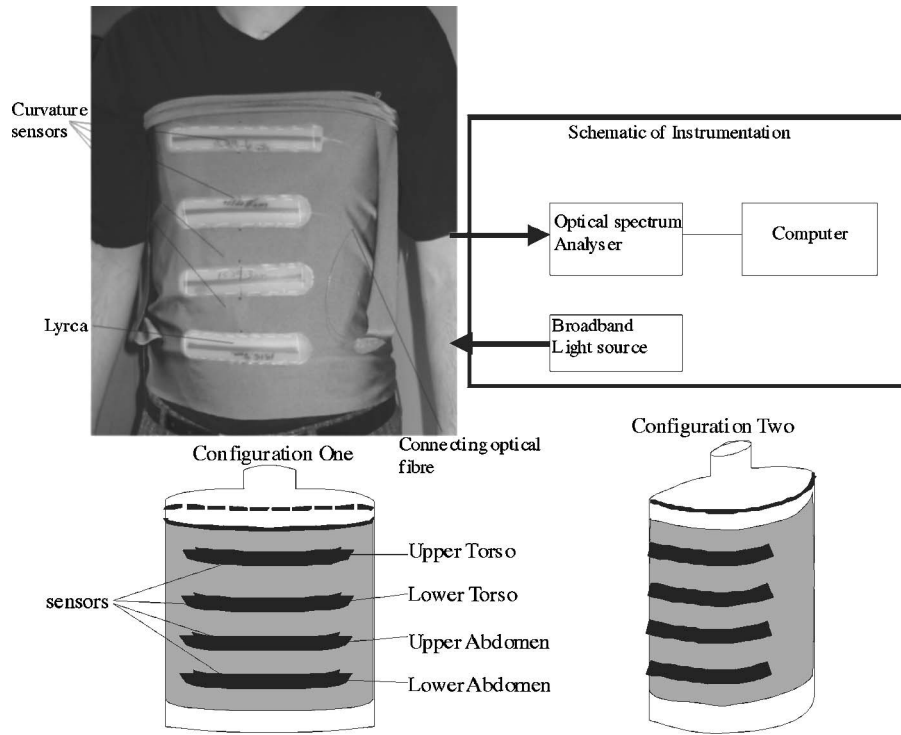 Curvature
sensors
Lyrca
Schematic of Instrumentation
Optical spectrum
Analyser
Computer
Broadband
Light source
Connecting optical
fibre
Configuration One
Configuration Two
sensors
Upper Torso
Lower Torso
Upper Abdomen
Lower Abdomen